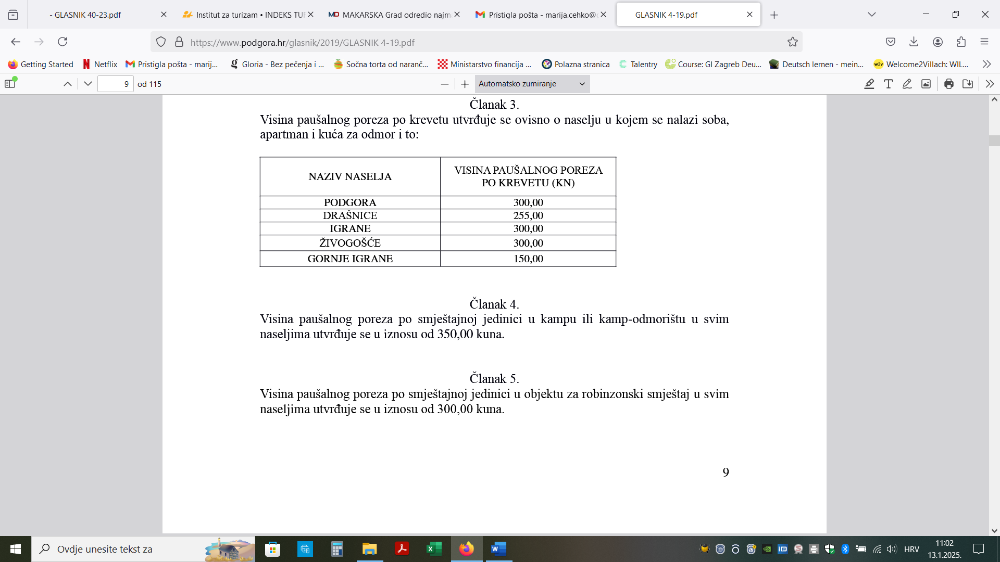 - GLASNIK 40-23.pdf
Institut za turizam • INDEKS TUR
MAKARSKA Grad odredio najm
Pristigla pošta - marija.cehko@g
GLASNIK 4-19.pdf
https://www.podgora.hr/glasnik/2019/GLASNIK 4-19.pdf
Getting Started
Netflix
Pristigla pošta - marij...
Gloria - Bez pečenja i ...
Sočna torta od naranč...
Ministarstvo financija ...
Polazna stranica
Talentry
Course: GI Zagreb Deu...
Deutsch lernen - mein...
Welcome2Villach: WIL...
9 od 115
Automatsko zumiranje
Članak 3.
Visina paušalnog poreza po krevetu utvrđuje se ovisno o naselju u kojem se nalazi soba,
apartman i kuća za odmor i to:
NAZIV NASELJA
VISINA PAUŠALNOG POREZA
PO KREVETU (KN)
PODGORA 300,00
DRAŠNICE 255,00
IGRANE 300,00
ŽIVOGOŠĆE 300,00
GORNJE IGRANE 150,00
Članak 4.
Visina paušalnog poreza po smještajnoj jedinici u kampu ili kamp-odmorištu u svim
naseljima utvrđuje se u iznosu od 350,00 kuna.
Članak 5.
Visina paušalnog poreza po smještajnoj jedinici u objektu za robinzonski smještaj u svim
naseljima utvrđuje se u iznosu od 300,00 kuna.
9
Ovdje unesite tekst za
HRV
11:02
13.1.2025.